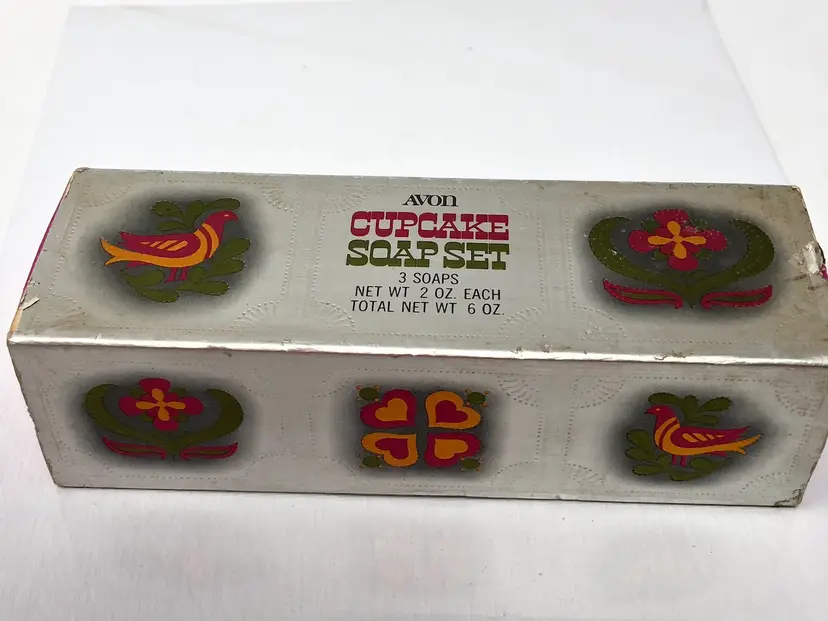 AVON
CUPCAKE
SOAP SET
3 SOAPS
NET WT 2 OZ. EACH
TOTAL NET WT 6 OZ.